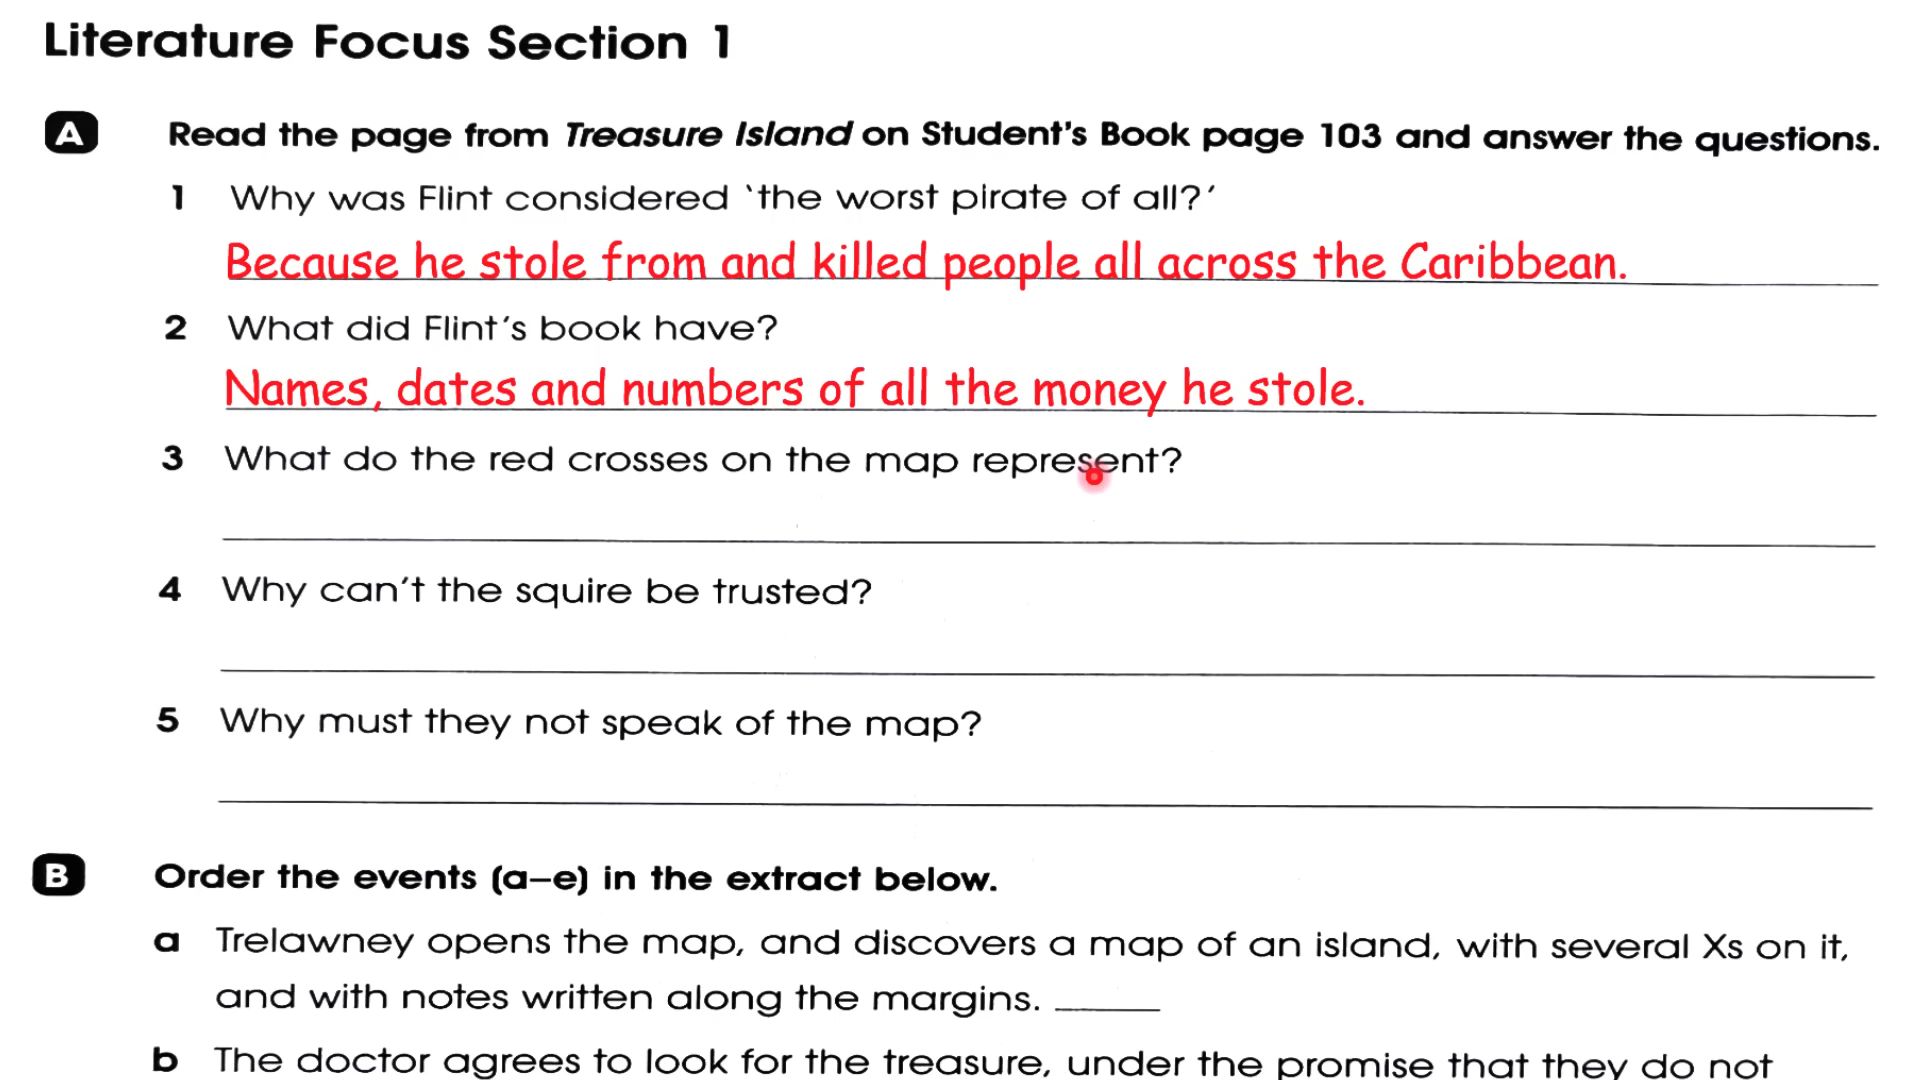 Literature Focus Section 1
A Read the page from Treasure Island on Student's Book page 103 and answer the questions.
1 Why was Flint considered 'the worst pirate of all?'
Because he stole from and killed people all across the Caribbean.
2 What did Flint's book have?
Names, dates and numbers of all the money he stole.
3 What do the red crosses on the map represent?
4 Why can't the squire be trusted?
5 Why must they not speak of the map?
B Order the events (a–e) in the extract below.
a Trelawney opens the map, and discovers a map of an island, with several Xs on it,
and with notes written along the margins.
b The doctor agrees to look for the treasure, under the promise that they do not